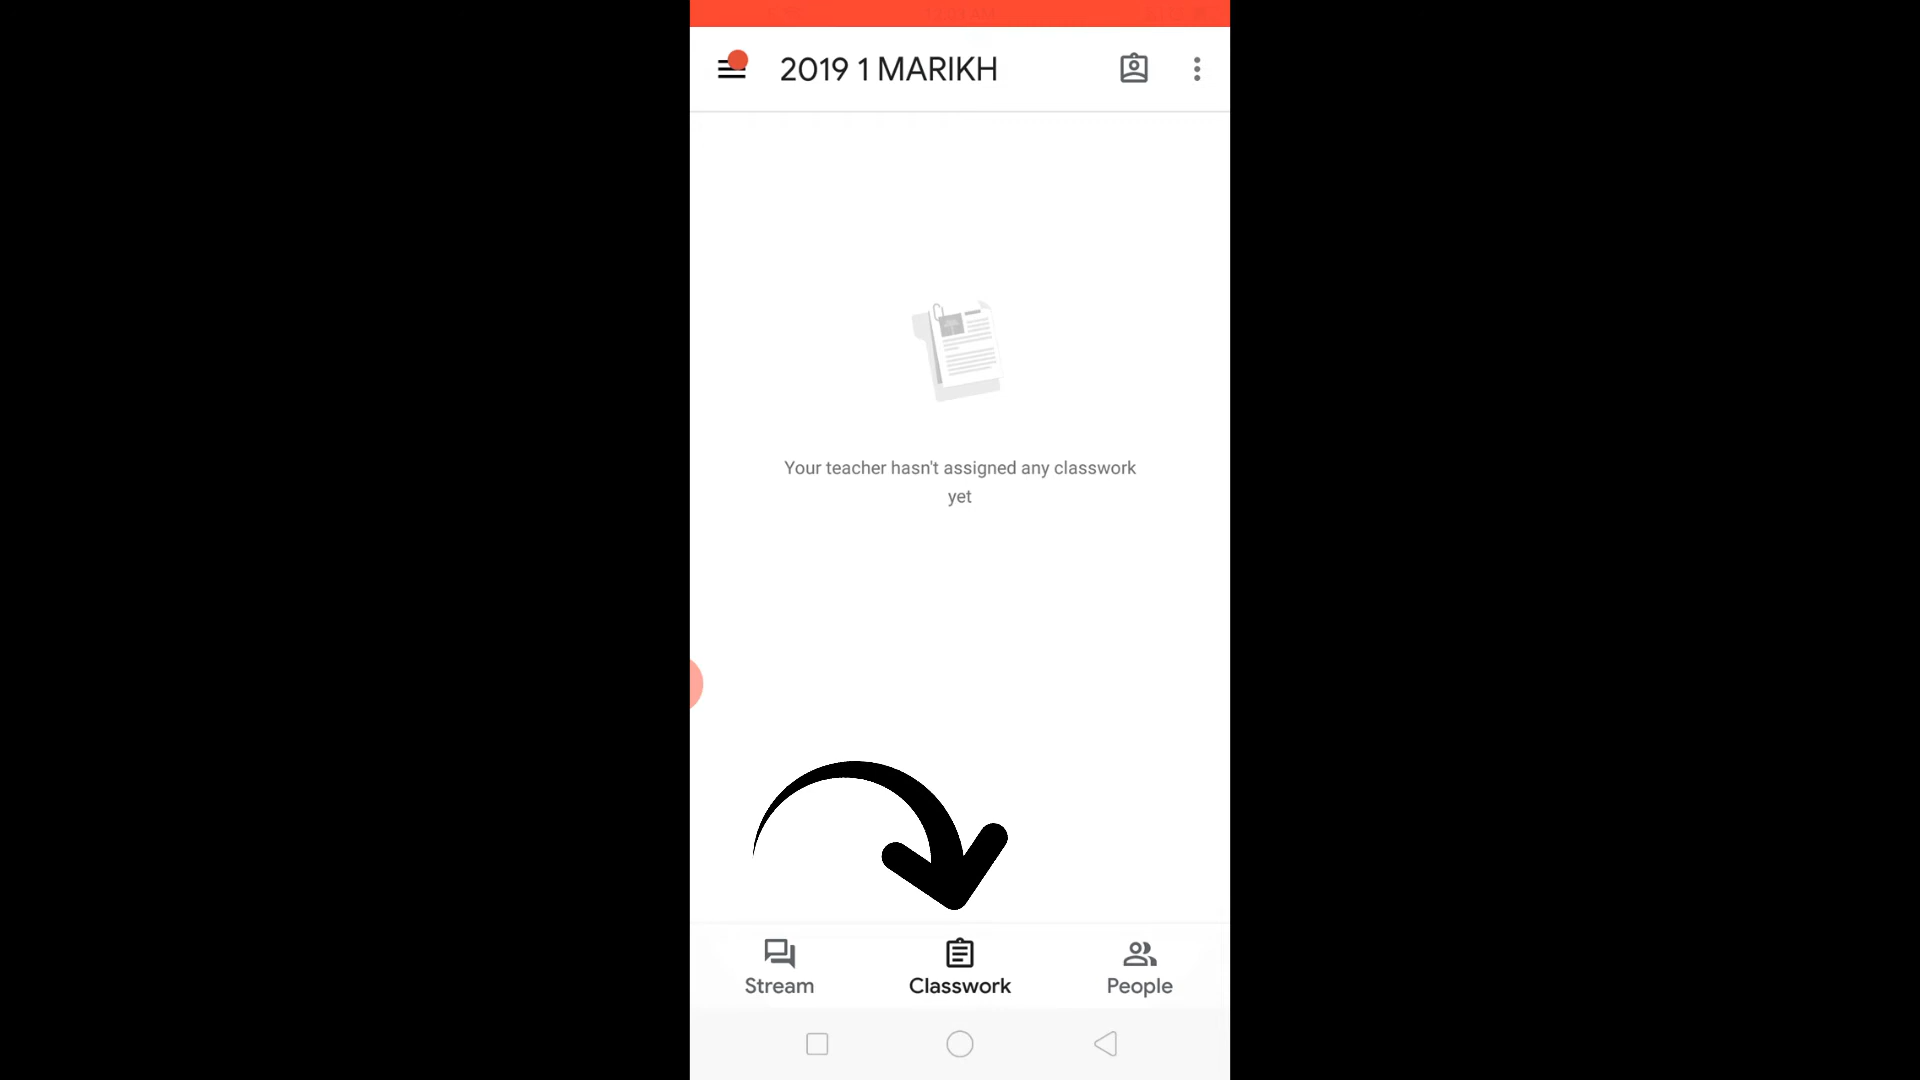 2019 1 MARIKH
Your teacher hasn't assigned any classwork
yet
Stream
Classwork
People